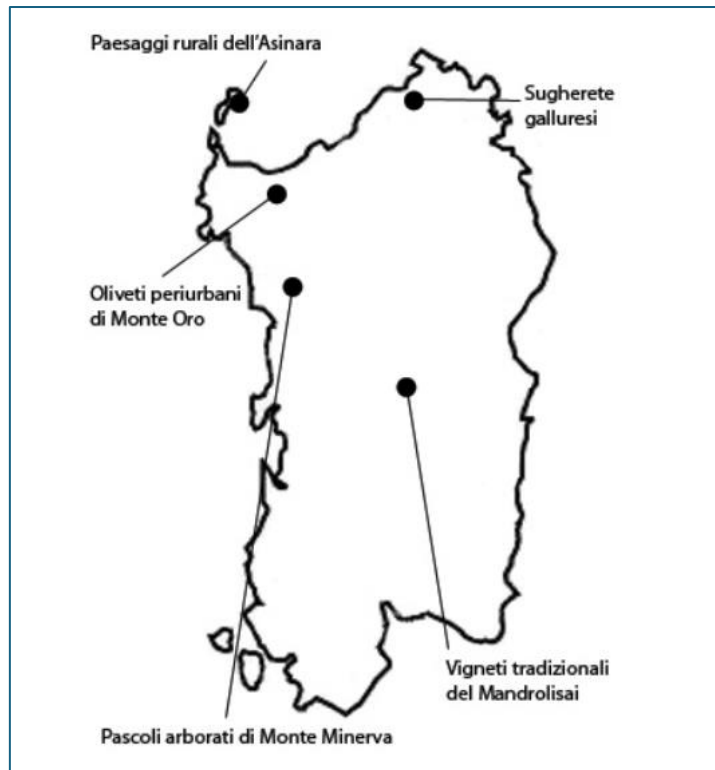 Paesaggi rurali dell'Asinara
Sugherete
galluresi
Oliveti periurbani
di Monte Oro
Vigneti tradizionali
del Mandrolisai
Pascoli arborati di Monte Minerva